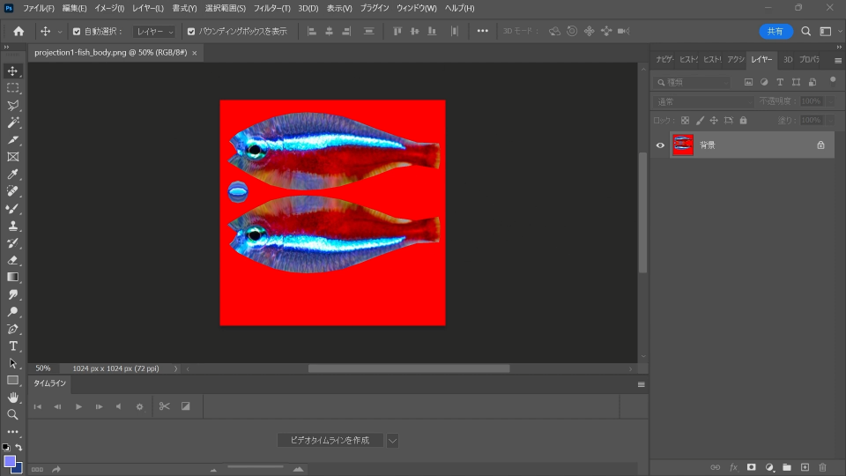 Ps ファイル(F) 編集(E) イメージ(I) レイヤー(L) 書式(Y) 選択範囲(S) フィルター(T) 3D(D) 表示(V) プラグイン ウィンドウ(W) ヘルプ(H)
自動選択： レイヤー バウンディングボックスを表示 3D モード： 共有
projection1-fish_body.png @ 50% (RGB/8#) ×
ナビゲ ヒストグ ヒストリ アクシ レイヤー 3D プロパテ
種類
通常 不透明度： 100%
ロック： 塗り： 100%
背景
50% 1024 px x 1024 px (72 ppi)
タイムライン
ビデオタイムラインを作成